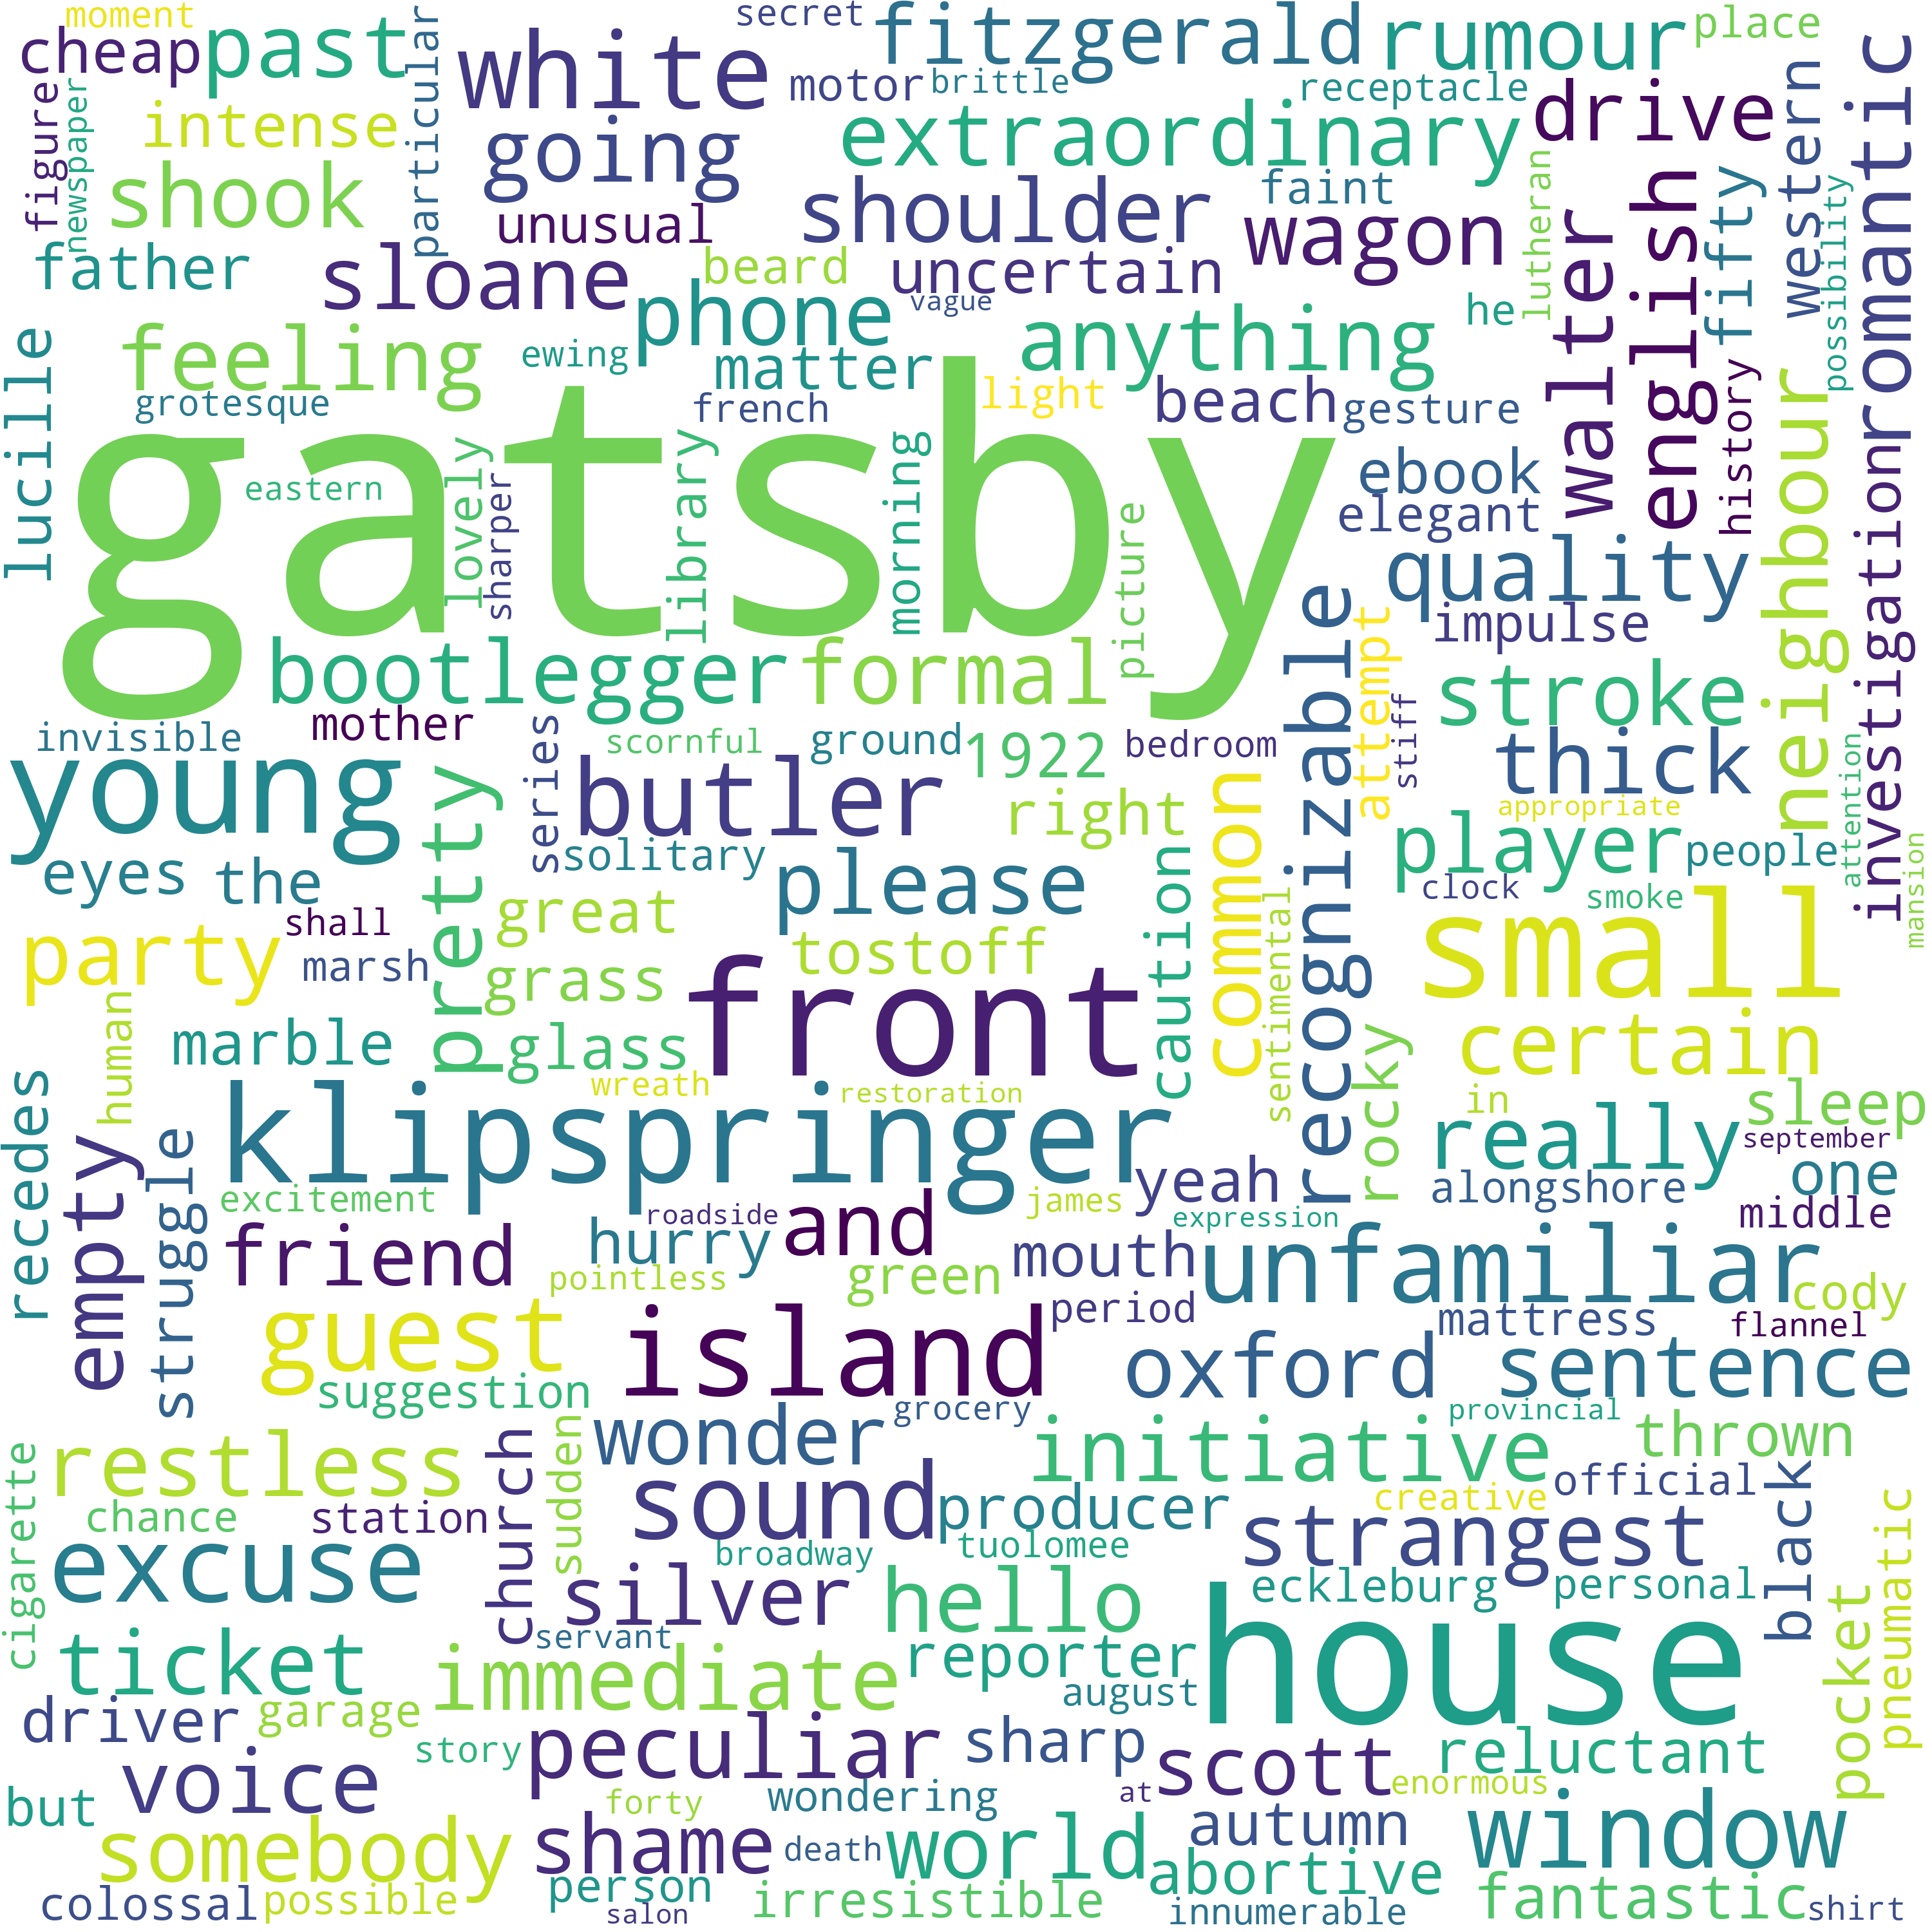 moment
secret
cheap
past
white
fitzgerald
rumour
place
figure
newspaper
particular
motor
brittle
receptacle
drive
western
romantic
intense
going
extraordinary
shook
shoulder
faint
lutheran
english
fifty
possibility
father
unusual
sloane
beard
uncertain
wagon
walter
phone
vague
he
lucille
feeling
ewing
matter
anything
grotesque
french
light
beach
gesture
history
neighbour
investigation
gatsby
eastern
lovely
sharper
library
morning
picture
ebook
elegant
quality
impulse
attempt
recognizable
bootlegger
formal
stroke
stiff
mother
invisible
series
scornful
ground
1922
bedroom
thick
attention
young
pretty
butler
right
common
appropriate
player
people
mansion
eyes
the
solitary
please
caution
clock
smoke
shall
great
party
marsh
tostoff
sentimental
small
human
grass
front
marble
glass
rocky
certain
recedes
wreath
restoration
in
sleep
klipspringer
really
september
empty
struggle
excitement
roadside
james
yeah
expression
alongshore
one
middle
friend
hurry
and
mouth
unfamiliar
pointless
green
cody
guest
island
period
mattress
flannel
suggestion
oxford
sentence
grocery
provincial
restless
church
wonder
initiative
thrown
cigarette
chance
station
sudden
sound
producer
creative
official
black
pneumatic
excuse
broadway
tuolomee
strangest
silver
hello
eckleburg
personal
pocket
servant
ticket
immediate
reporter
house
driver
garage
august
story
peculiar
sharp
scott
reluctant
voice
but
forty
wondering
at
enormous
somebody
shame
death
world
autumn
window
colossal
possible
person
salon
irresistible
abortive
innumerable
fantastic
shirt